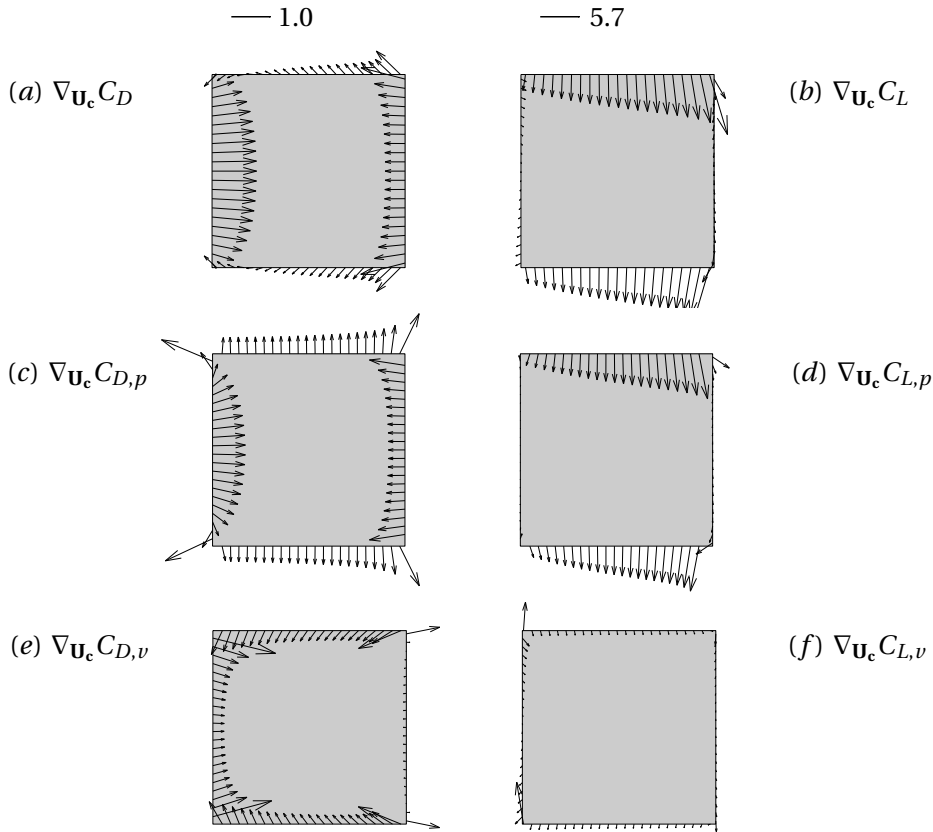 1.0
5.7
(a) ∇_{U_c} C_D
(b) ∇_{U_c} C_L
(c) ∇_{U_c} C_{D,p}
(d) ∇_{U_c} C_{L,p}
(e) ∇_{U_c} C_{D,v}
(f) ∇_{U_c} C_{L,v}